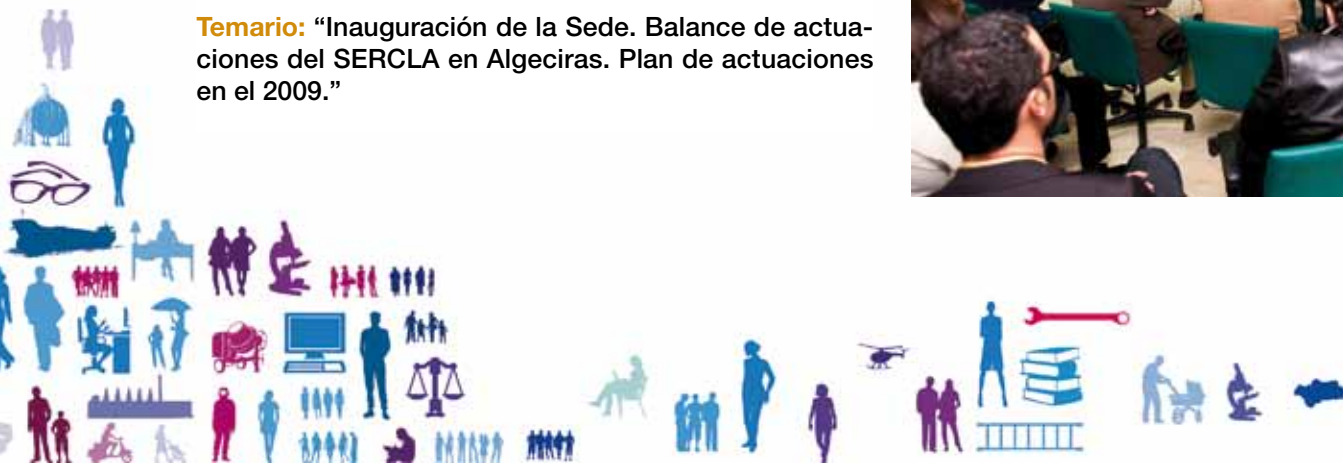 Temario: “Inauguración de la Sede. Balance de actua-
ciones del SERCLA en Algeciras. Plan de actuaciones
en el 2009.”